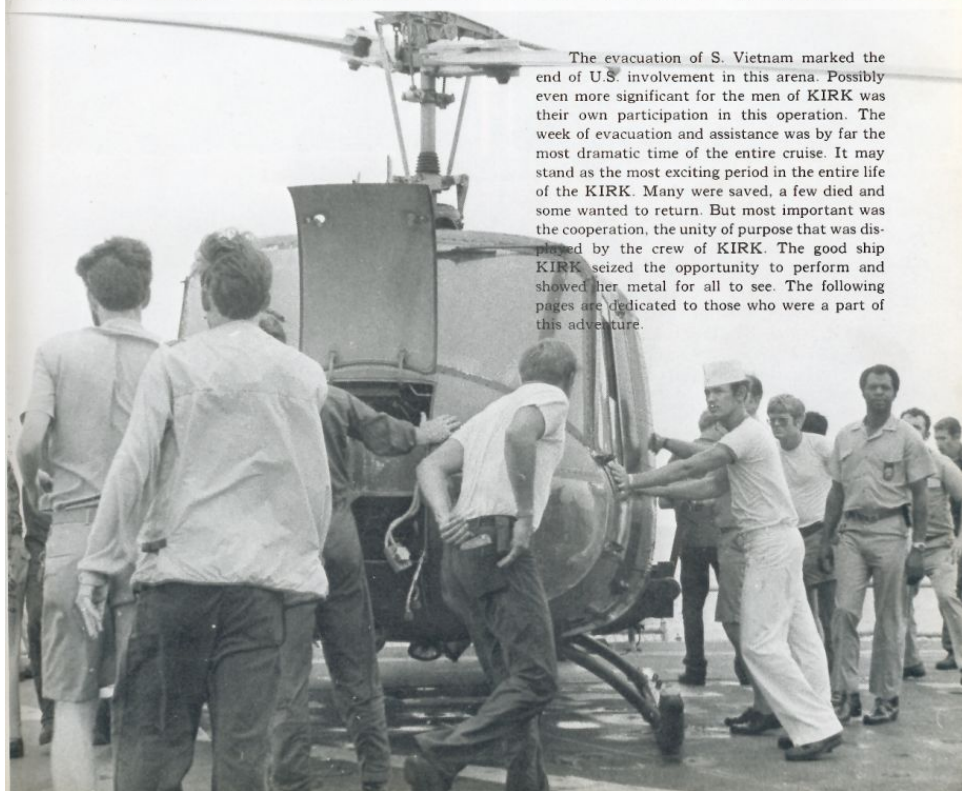 The evacuation of S. Vietnam marked the
end of U.S. involvement in this arena. Possibly
even more significant for the men of KIRK was
their own participation in this operation. The
week of evacuation and assistance was by far the
most dramatic time of the entire cruise. It may
stand as the most exciting period in the entire life
of the KIRK. Many were saved, a few died and
some wanted to return. But most important was
the cooperation, the unity of purpose that was dis-
played by the crew of KIRK. The good ship
KIRK seized the opportunity to perform and
showed her metal for all to see. The following
pages are dedicated to those who were a part of
this adventure.